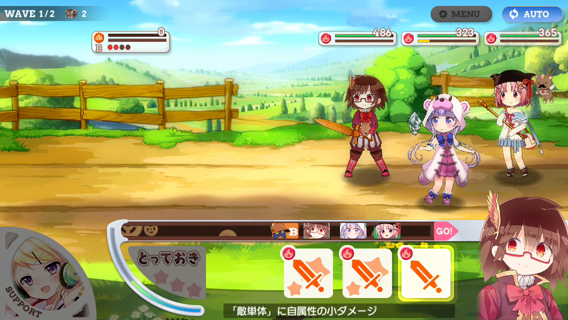 WAVE 1/2 2
MENU
AUTO
0
B
486
323
365
B
GO!
とっておき
SUPPORT
「敵単体」に自属性の小ダメージ